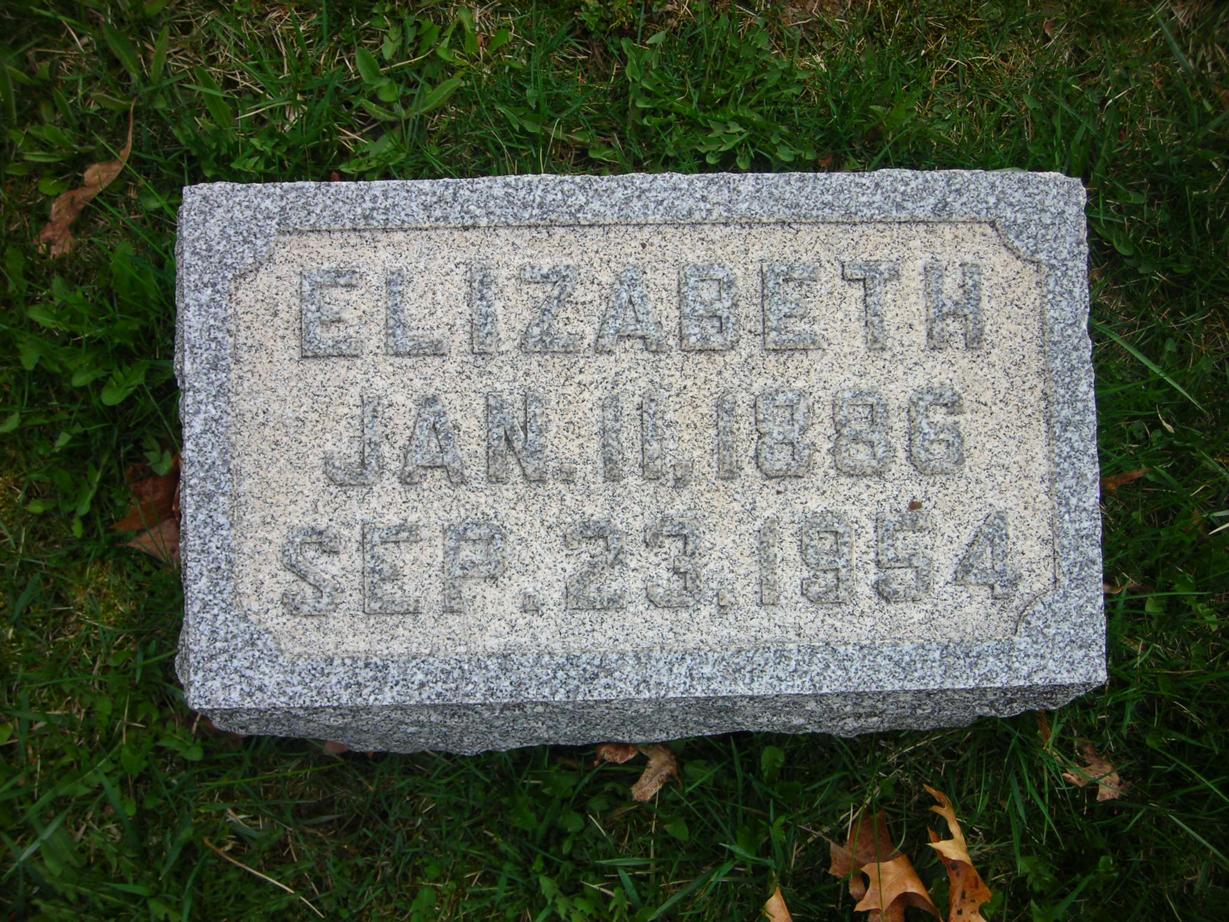 ELIZABETH
JAN. 11, 1886
SEP. 23, 1954